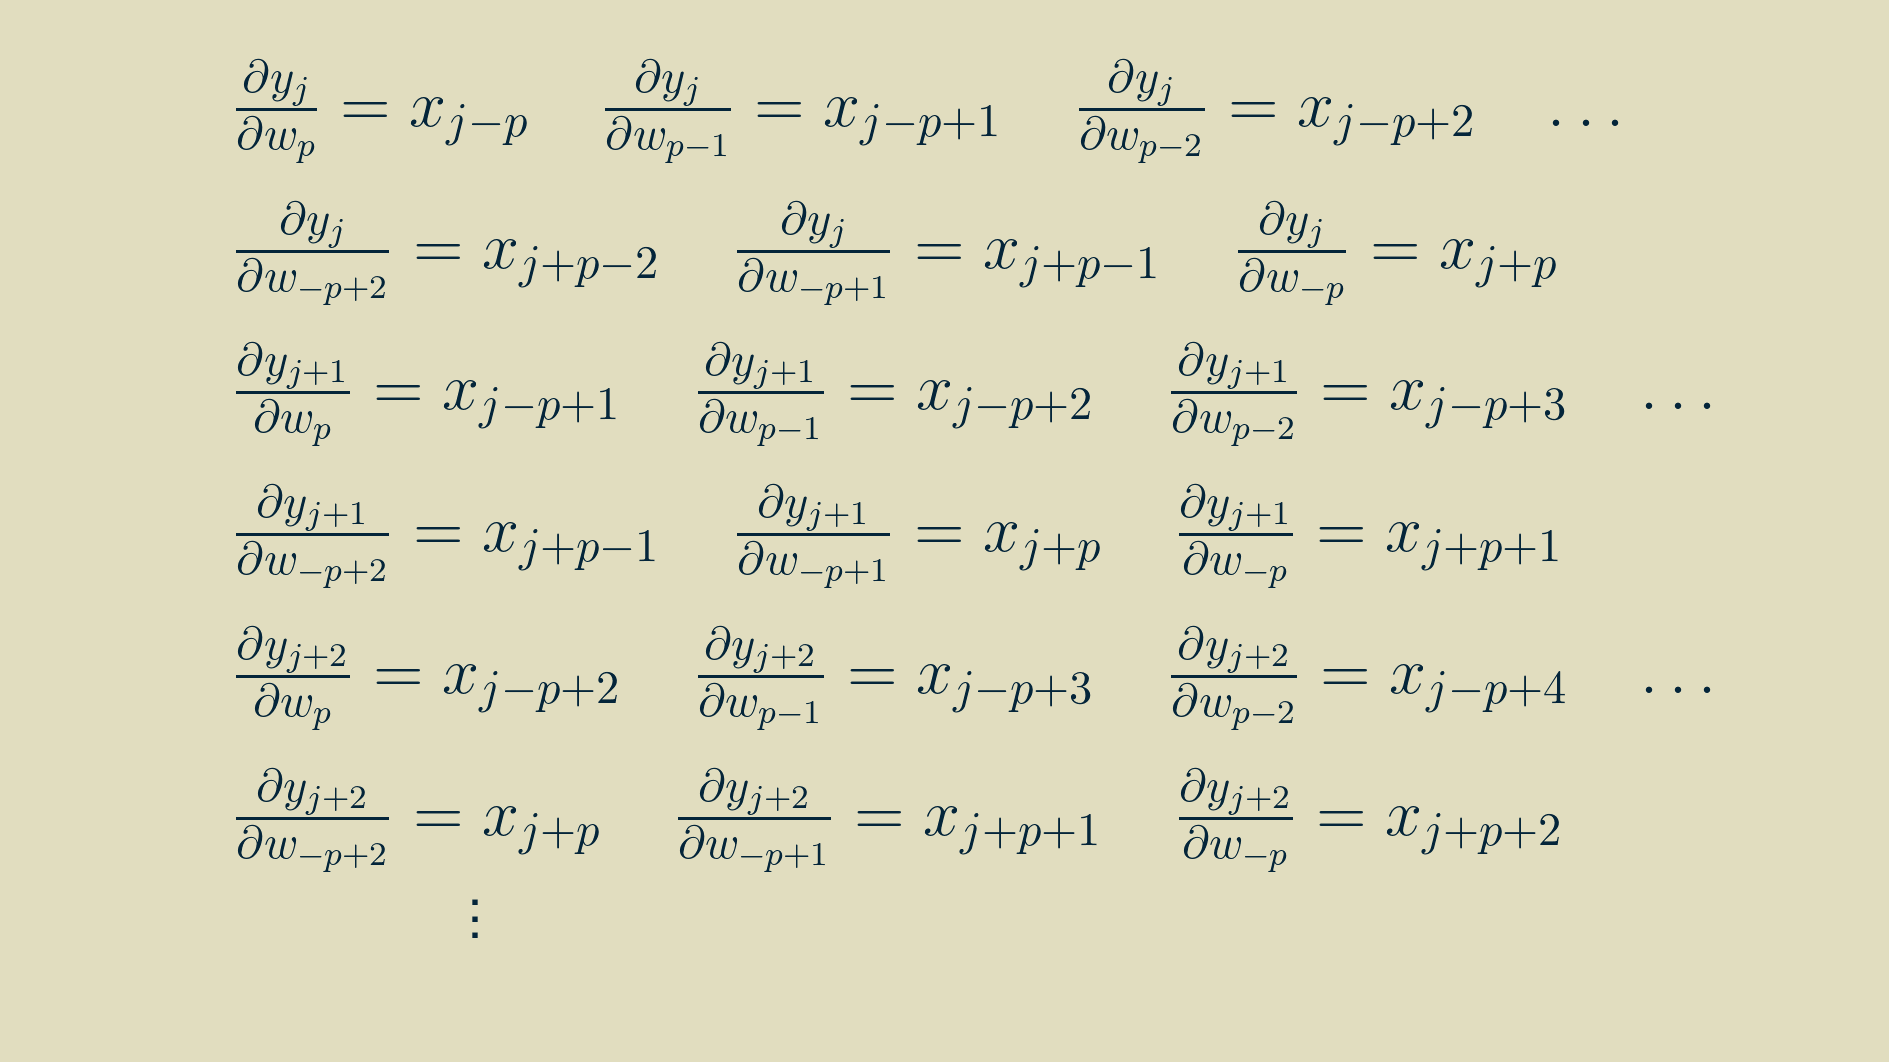 ∂y_j/∂w_p = x_{j−p} ∂y_j/∂w_{p−1} = x_{j−p+1} ∂y_j/∂w_{p−2} = x_{j−p+2} …
∂y_j/∂w_{−p+2} = x_{j+p−2} ∂y_j/∂w_{−p+1} = x_{j+p−1} ∂y_j/∂w_{−p} = x_{j+p}
∂y_{j+1}/∂w_p = x_{j−p+1} ∂y_{j+1}/∂w_{p−1} = x_{j−p+2} ∂y_{j+1}/∂w_{p−2} = x_{j−p+3} …
∂y_{j+1}/∂w_{−p+2} = x_{j+p−1} ∂y_{j+1}/∂w_{−p+1} = x_{j+p} ∂y_{j+1}/∂w_{−p} = x_{j+p+1}
∂y_{j+2}/∂w_p = x_{j−p+2} ∂y_{j+2}/∂w_{p−1} = x_{j−p+3} ∂y_{j+2}/∂w_{p−2} = x_{j−p+4} …
∂y_{j+2}/∂w_{−p+2} = x_{j+p} ∂y_{j+2}/∂w_{−p+1} = x_{j+p+1} ∂y_{j+2}/∂w_{−p} = x_{j+p+2}
⋮